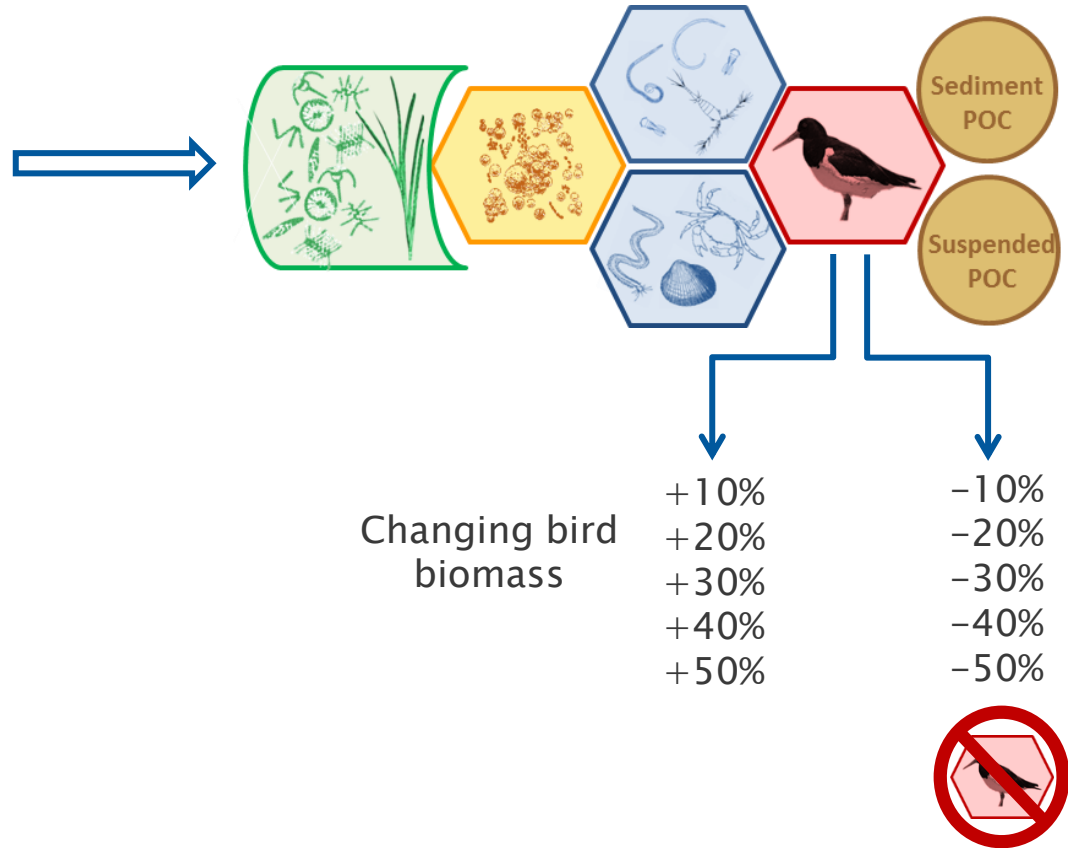 Sediment
POC
Suspended
POC
Changing bird
biomass
+10%
+20%
+30%
+40%
+50%
-10%
-20%
-30%
-40%
-50%